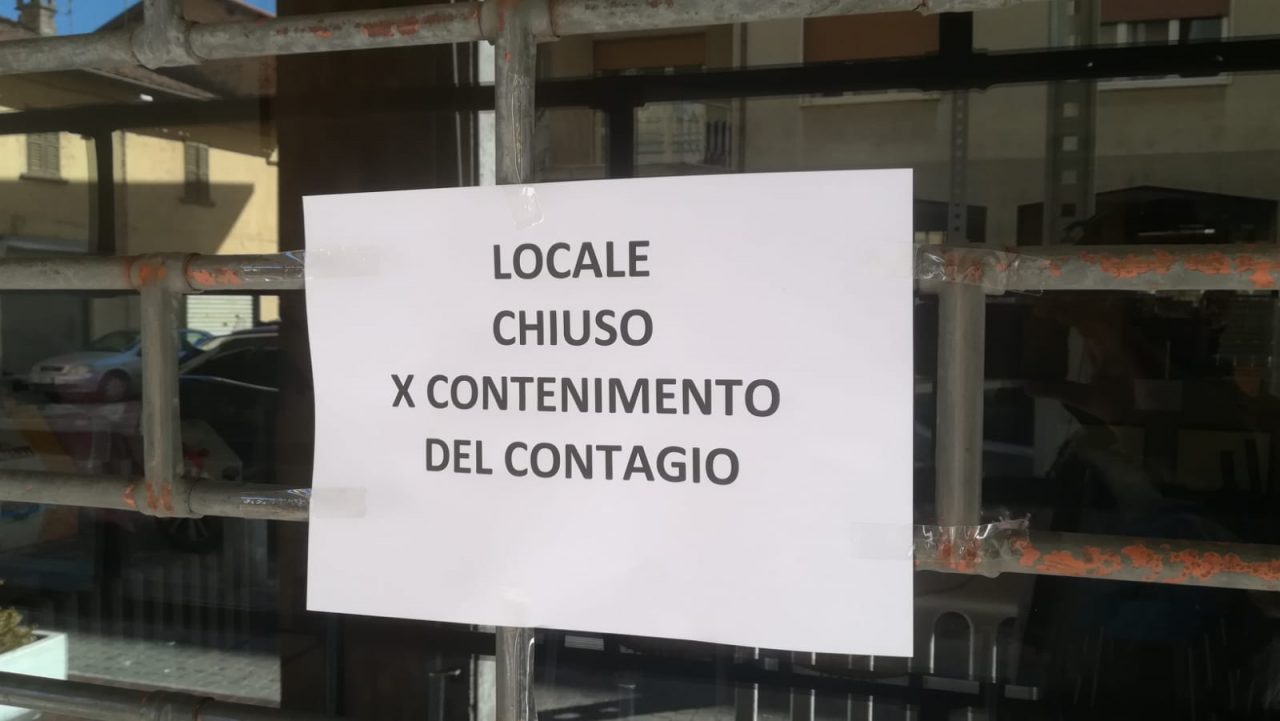 LOCALE
CHIUSO
X CONTENIMENTO
DEL CONTAGIO